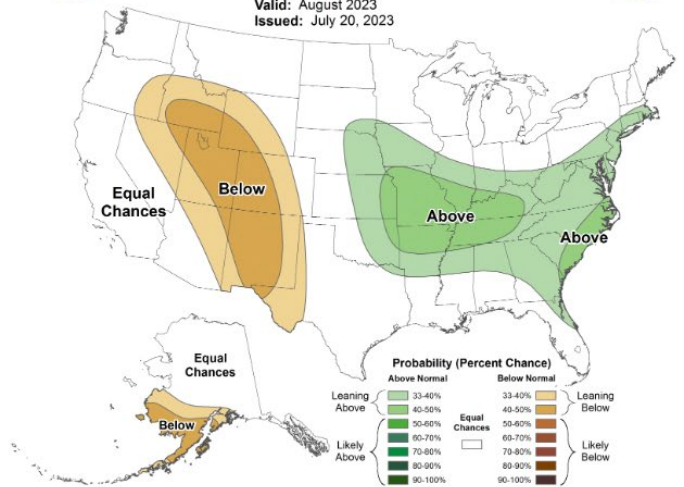 Valid: August 2023
Issued: July 20, 2023
Equal
Chances
Below
Above
Above
Equal
Chances
Below
Probability (Percent Chance)
Above Normal
Below Normal
Leaning
Above
33-40%
40-50%
50-60%
60-70%
70-80%
80-90%
90-100%
Likely
Above
Equal
Chances
33-40%
40-50%
50-60%
60-70%
70-80%
80-90%
90-100%
Leaning
Below
Likely
Below